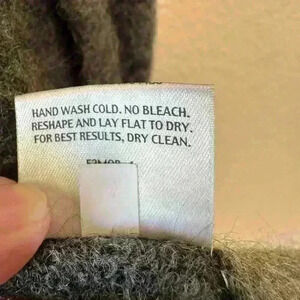 HAND WASH COLD. NO BLEACH.
RESHAPE AND LAY FLAT TO DRY.
FOR BEST RESULTS, DRY CLEAN.